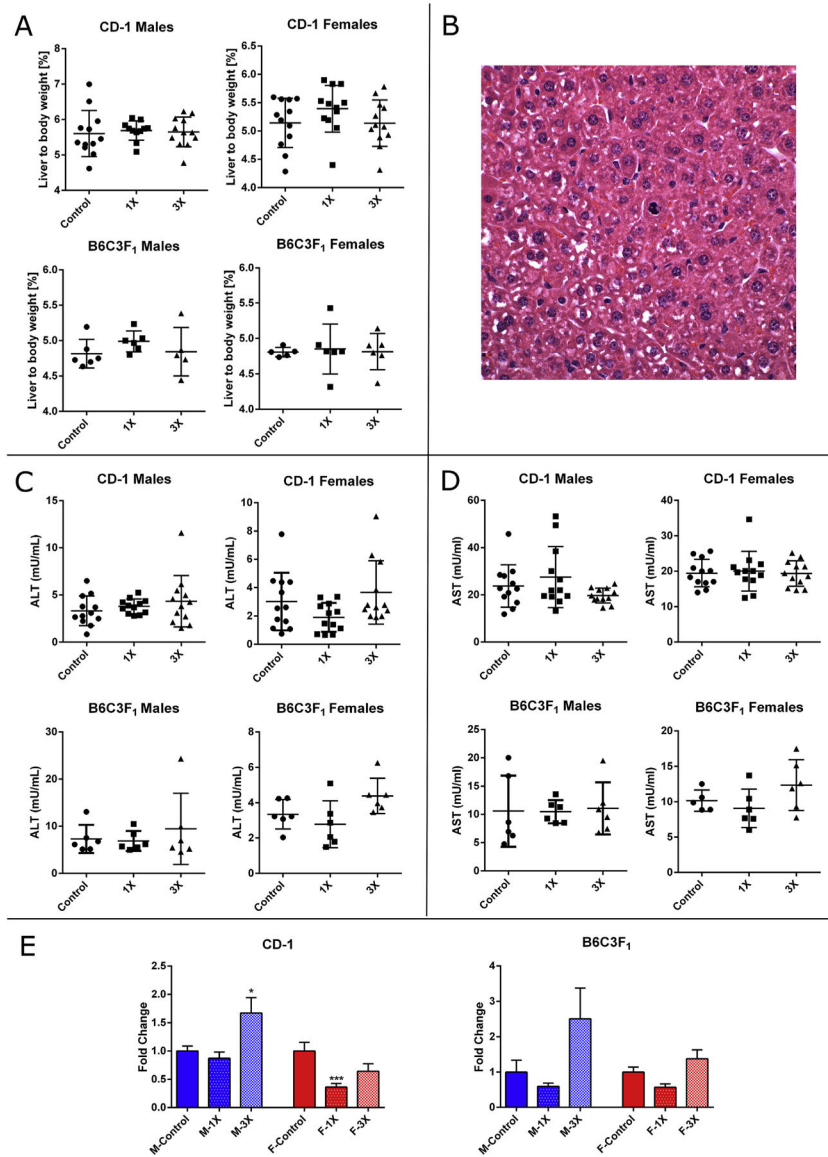 A
CD-1 Males
Liver to body weight [%]
8
7
6
5
4
Control
1X
3X
CD-1 Females
Liver to body weight [%]
6.5
6.0
5.5
5.0
4.5
4.0
Control
1X
3X
B6C3F₁ Males
Liver to body weight [%]
6.0
5.5
5.0
4.5
4.0
Control
1X
3X
B6C3F₁ Females
Liver to body weight [%]
6.0
5.5
5.0
4.5
4.0
Control
1X
3X
B
C
CD-1 Males
ALT (mU/mL)
15
10
5
0
Control
1X
3X
CD-1 Females
ALT (mU/mL)
10
8
6
4
2
0
Control
1X
3X
B6C3F₁ Males
ALT (mU/mL)
30
20
10
0
Control
1X
3X
B6C3F₁ Females
ALT (mU/mL)
8
6
4
2
0
Control
1X
3X
D
CD-1 Males
AST (mU/ml)
60
40
20
0
Control
1X
3X
CD-1 Females
AST (mU/ml)
40
30
20
10
0
Control
1X
3X
B6C3F₁ Males
AST (mU/ml)
25
20
15
10
5
0
Control
1X
3X
B6C3F₁ Females
AST (mU/ml)
20
15
10
5
0
Control
1X
3X
E
CD-1
Fold Change
2.5
2.0
1.5
1.0
0.5
0.0
*
***
M-Control
M-1X
M-3X
F-Control
F-1X
F-3X
B6C3F₁
Fold Change
4
3
2
1
0
M-Control
M-1X
M-3X
F-Control
F-1X
F-3X